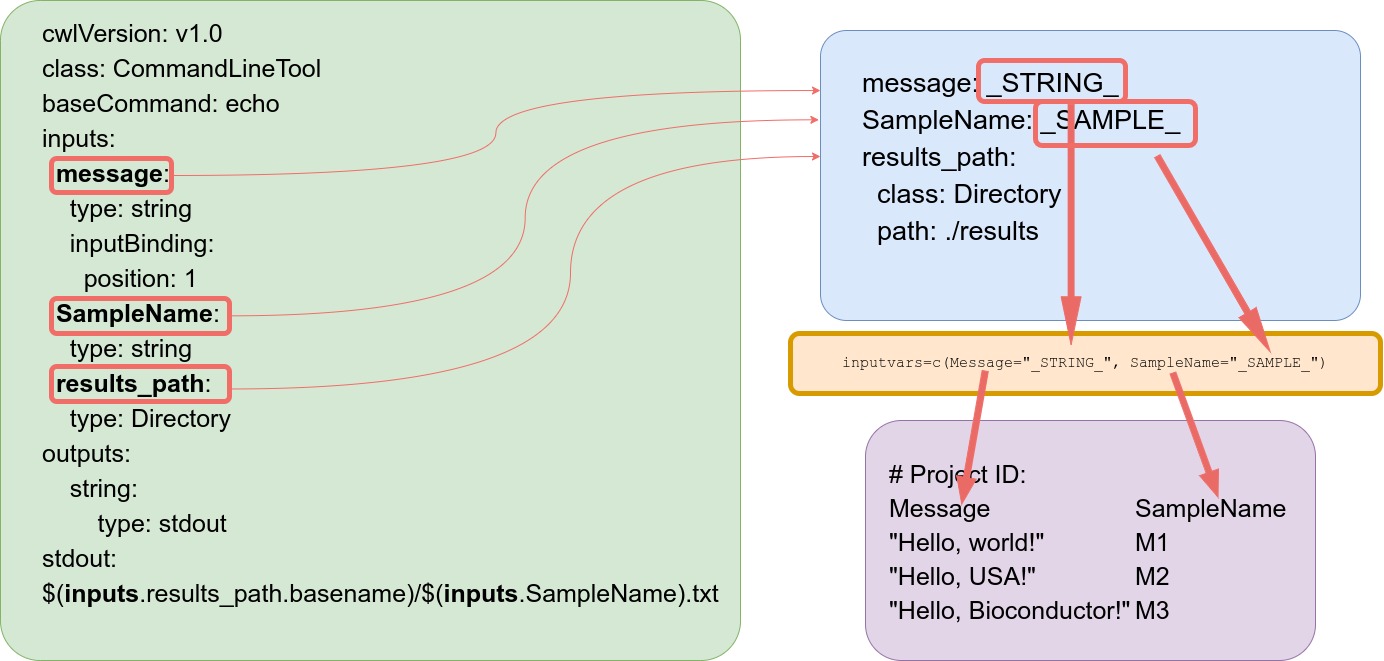 cwlVersion: v1.0
class: CommandLineTool
baseCommand: echo
inputs:
message:
type: string
inputBinding:
position: 1
SampleName:
type: string
results_path:
type: Directory
outputs:
string:
type: stdout
stdout:
$(inputs.results_path.basename)/$(inputs.SampleName).txt
message: _STRING_
SampleName: _SAMPLE_
results_path:
class: Directory
path: ./results
inputvars=c(Message="_STRING_", SampleName="_SAMPLE_")
# Project ID:
Message SampleName
"Hello, world!" M1
"Hello, USA!" M2
"Hello, Bioconductor!" M3